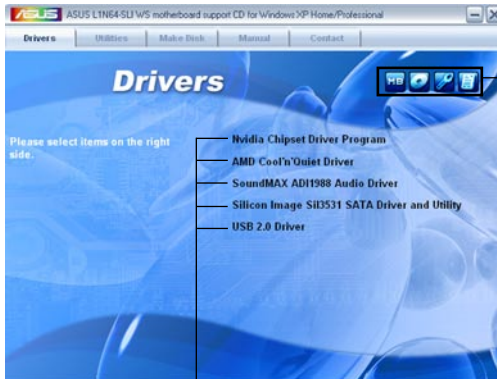 ASUS ASUS L1N64-SLI WS motherboard support CD for Windows XP Home/Professional
Drivers Utilities Make Disk Manual Contact
Drivers
MB
Please select items on the right
side.
Nvidia Chipset Driver Program
AMD Cool'n'Quiet Driver
SoundMAX ADI1988 Audio Driver
Silicon Image Sil3531 SATA Driver and Utility
USB 2.0 Driver